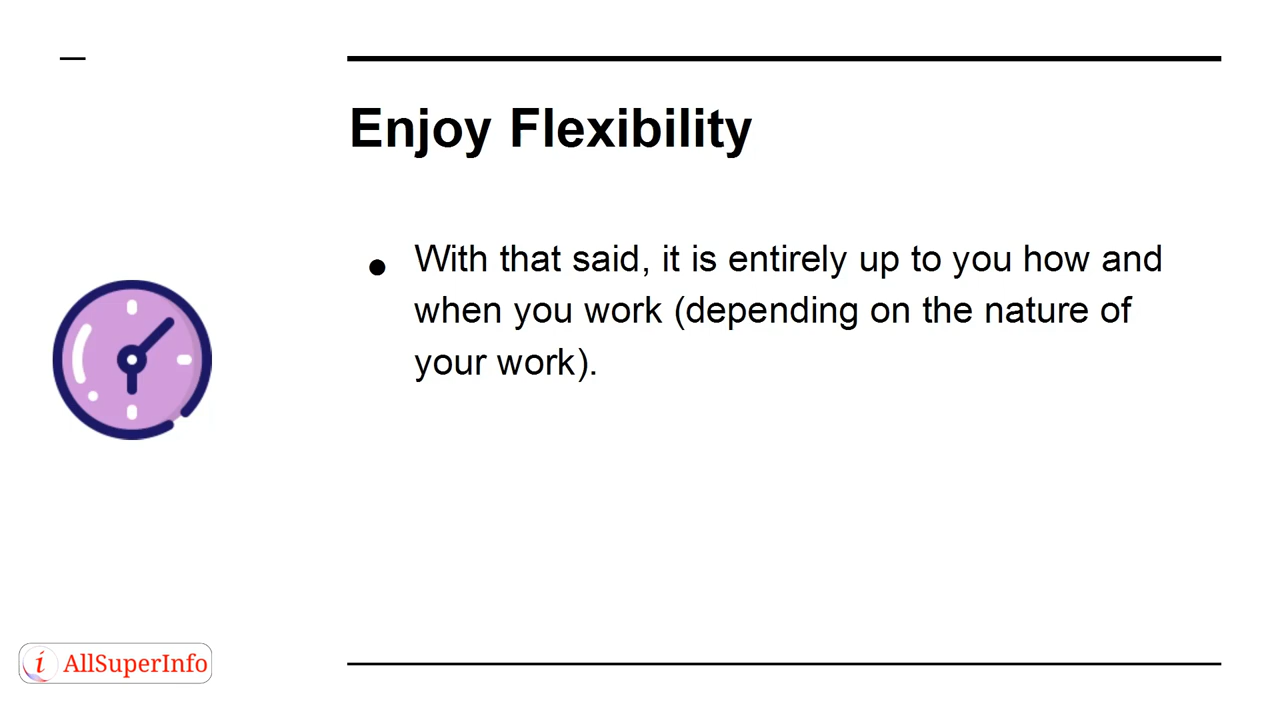 Enjoy Flexibility
● With that said, it is entirely up to you how and
when you work (depending on the nature of
your work).
i AllSuperInfo